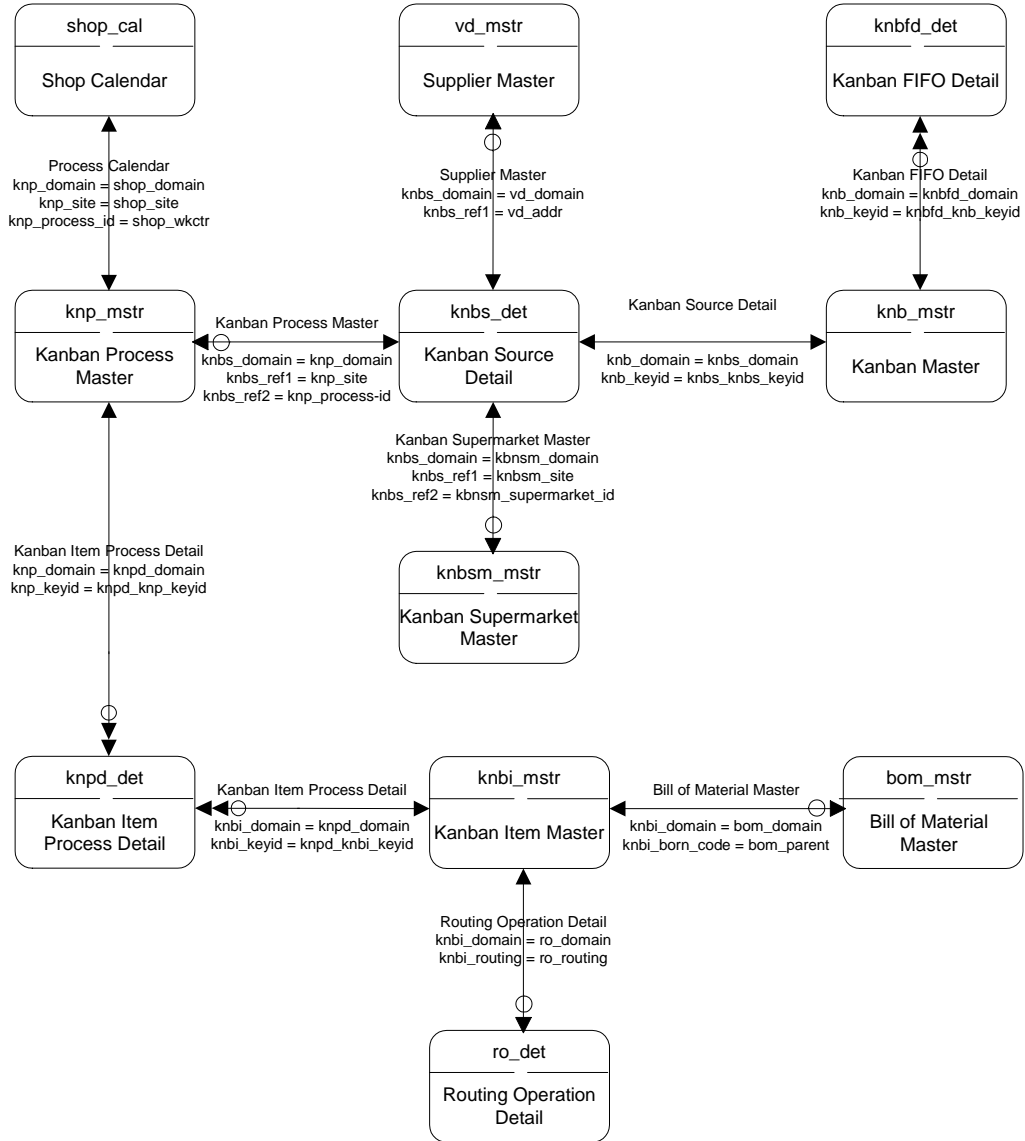 shop_cal
Shop Calendar
vd_mstr
Supplier Master
knbfd_det
Kanban FIFO Detail
Process Calendar
knp_domain = shop_domain
knp_site = shop_site
knp_process_id = shop_wkctr
Supplier Master
knbs_domain = vd_domain
knbs_ref1 = vd_addr
Kanban FIFO Detail
knb_domain = knbfd_domain
knb_keyid = knbfd_knb_keyid
knp_mstr
Kanban Process
Master
Kanban Process Master
knbs_domain = knp_domain
knbs_ref1 = knp_site
knbs_ref2 = knp_process-id
knbs_det
Kanban Source
Detail
Kanban Source Detail
knb_domain = knbs_domain
knb_keyid = knbs_knbs_keyid
knb_mstr
Kanban Master
Kanban Supermarket Master
knbs_domain = kbnsm_domain
knbs_ref1 = knbsm_site
knbs_ref2 = kbnsm_supermarket_id
Kanban Item Process Detail
knp_domain = knpd_domain
knp_keyid = knpd_knp_keyid
knbsm_mstr
Kanban Supermarket
Master
knpd_det
Kanban Item
Process Detail
Kanban Item Process Detail
knbi_domain = knpd_domain
knbi_keyid = knpd_knbi_keyid
knbi_mstr
Kanban Item Master
Bill of Material Master
knbi_domain = bom_domain
knbi_born_code = bom_parent
bom_mstr
Bill of Material
Master
Routing Operation Detail
knbi_domain = ro_domain
knbi_routing = ro_routing
ro_det
Routing Operation
Detail